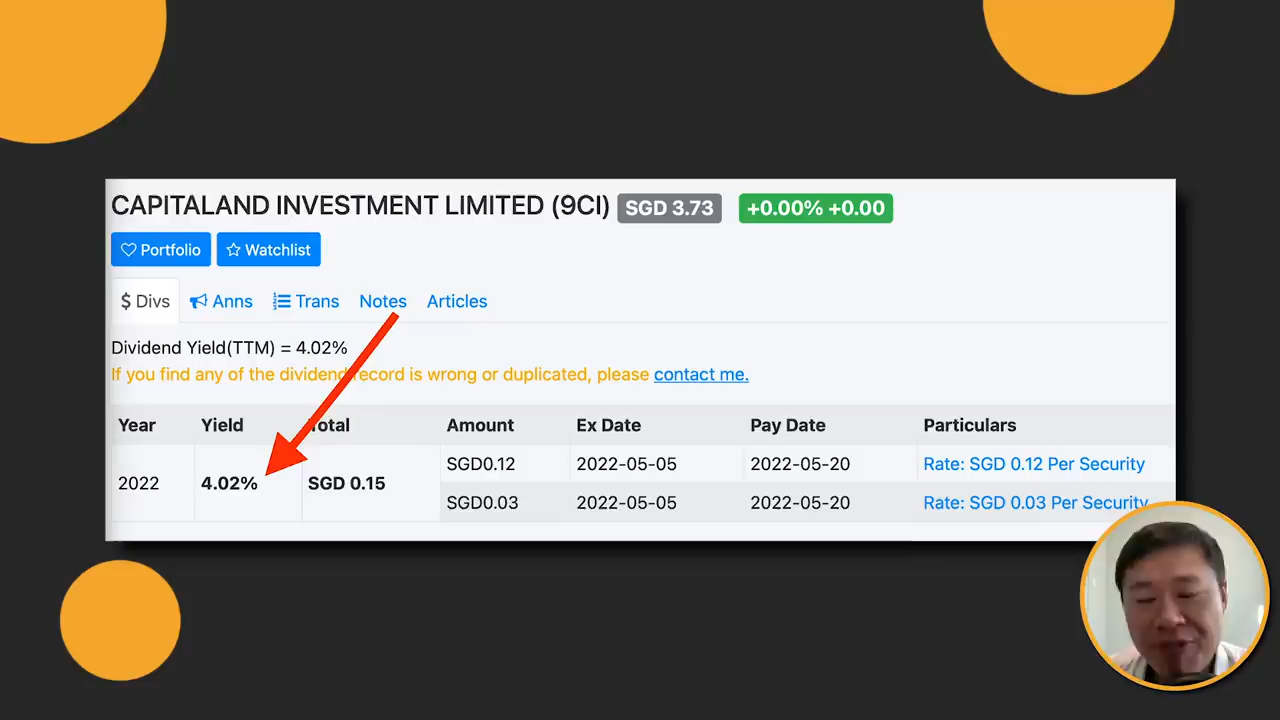 CAPITALAND INVESTMENT LIMITED (9CI) SGD 3.73 +0.00% +0.00
Portfolio Watchlist
$ Divs Anns Trans Notes Articles
Dividend Yield(TTM) = 4.02%
If you find any of the dividend record is wrong or duplicated, please contact me.
Year Yield Total Amount Ex Date Pay Date Particulars
2022 4.02% SGD 0.15
SGD0.12 2022-05-05 2022-05-20 Rate: SGD 0.12 Per Security
SGD0.03 2022-05-05 2022-05-20 Rate: SGD 0.03 Per Security